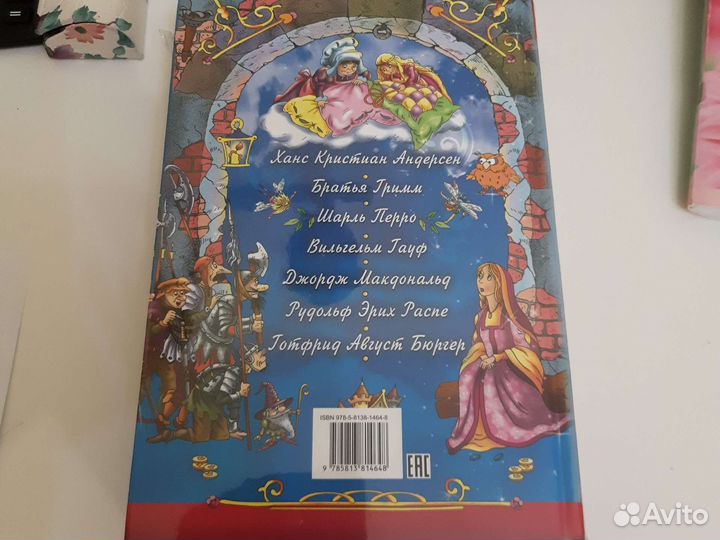 Ханс Кристиан Андерсен
Братья Гримм
Шарль Перро
Вильгельм Гауф
Джордж Макдональд
Рудольф Эрих Распе
Готфрид Август Бюргер
ISBN 978-5-8138-1464-8
9 785813 814648
EAC
Avito